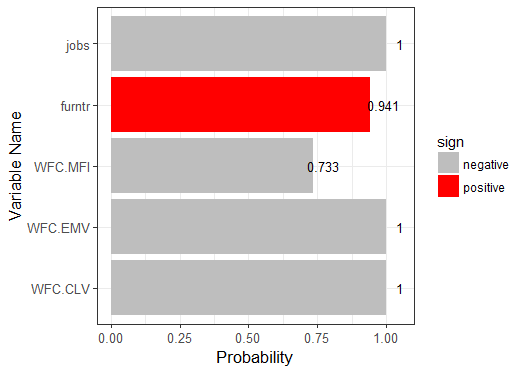 jobs
1
furntr
0.941
WFC.MFI
0.733
WFC.EMV
1
WFC.CLV
1
0.00 0.25 0.50 0.75 1.00
Probability
Variable Name
sign
negative
positive